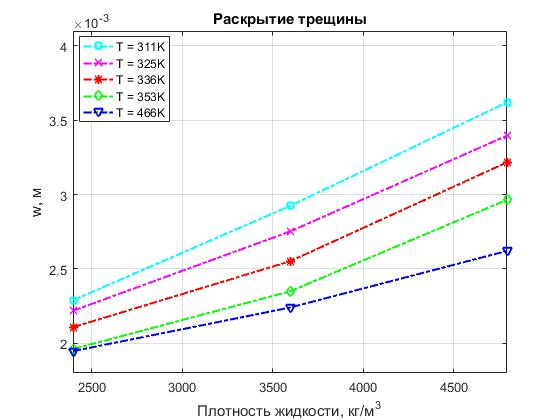 ×10⁻³
Раскрытие трещины
4
3.5
3
2.5
2
w, м
T = 311K
T = 325K
T = 336K
T = 353K
T = 466K
2500 3000 3500 4000 4500
Плотность жидкости, кг/м³